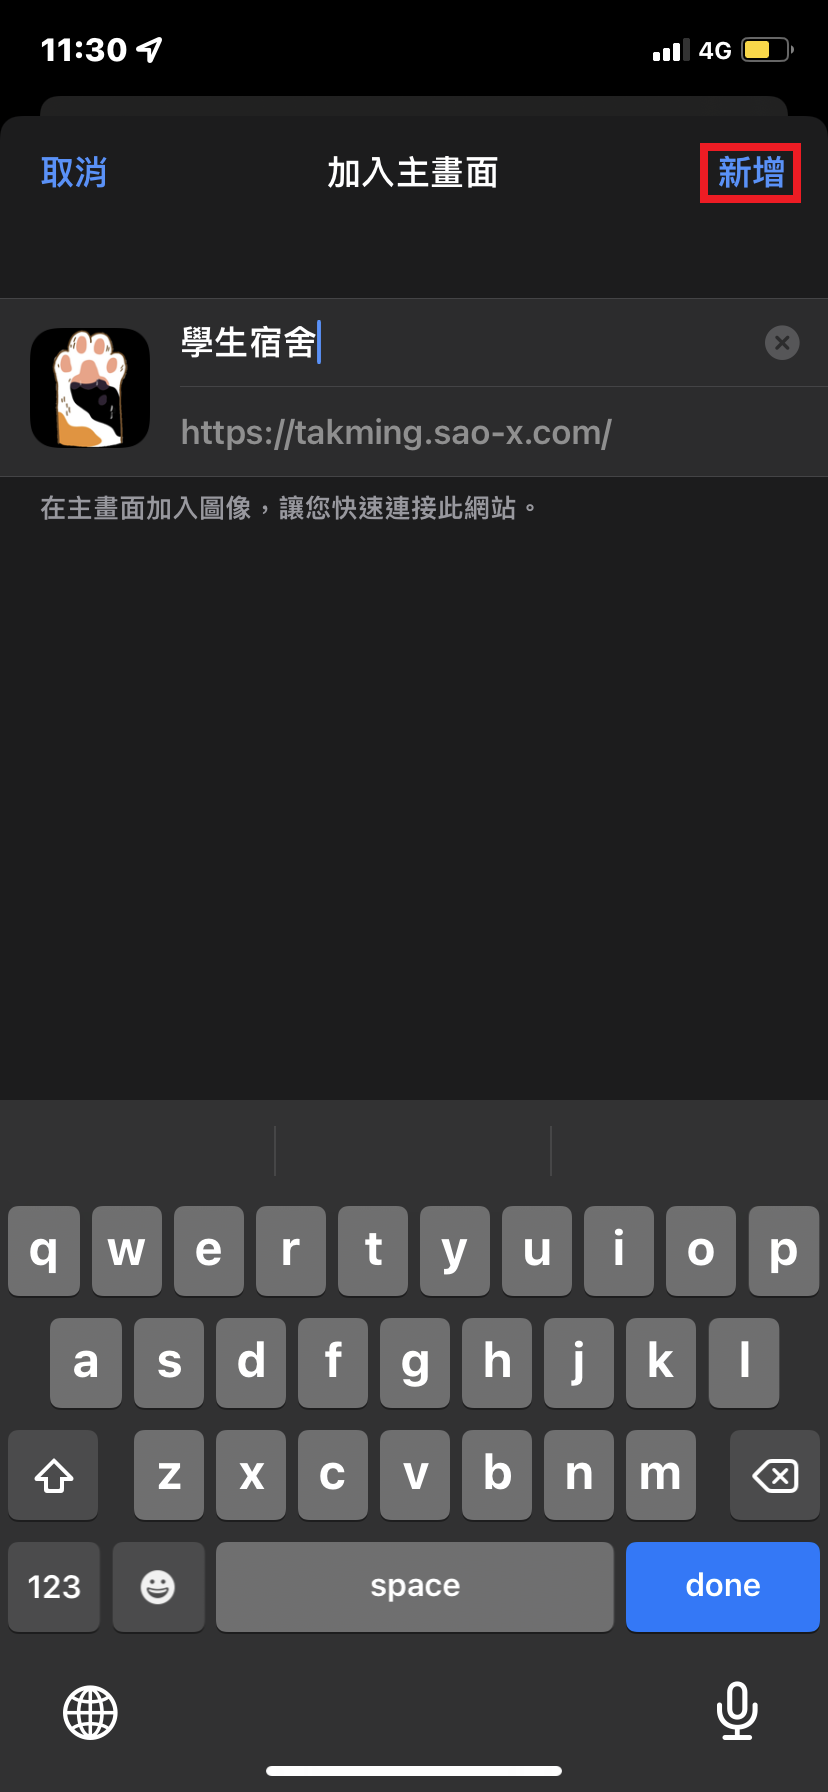 11:30
4G
取消
加入主畫面
新增
學生宿舍
https://takming.sao-x.com/
在主畫面加入圖像，讓您快速連接此網站。
q w e r t y u i o p
a s d f g h j k l
z x c v b n m
123 space done